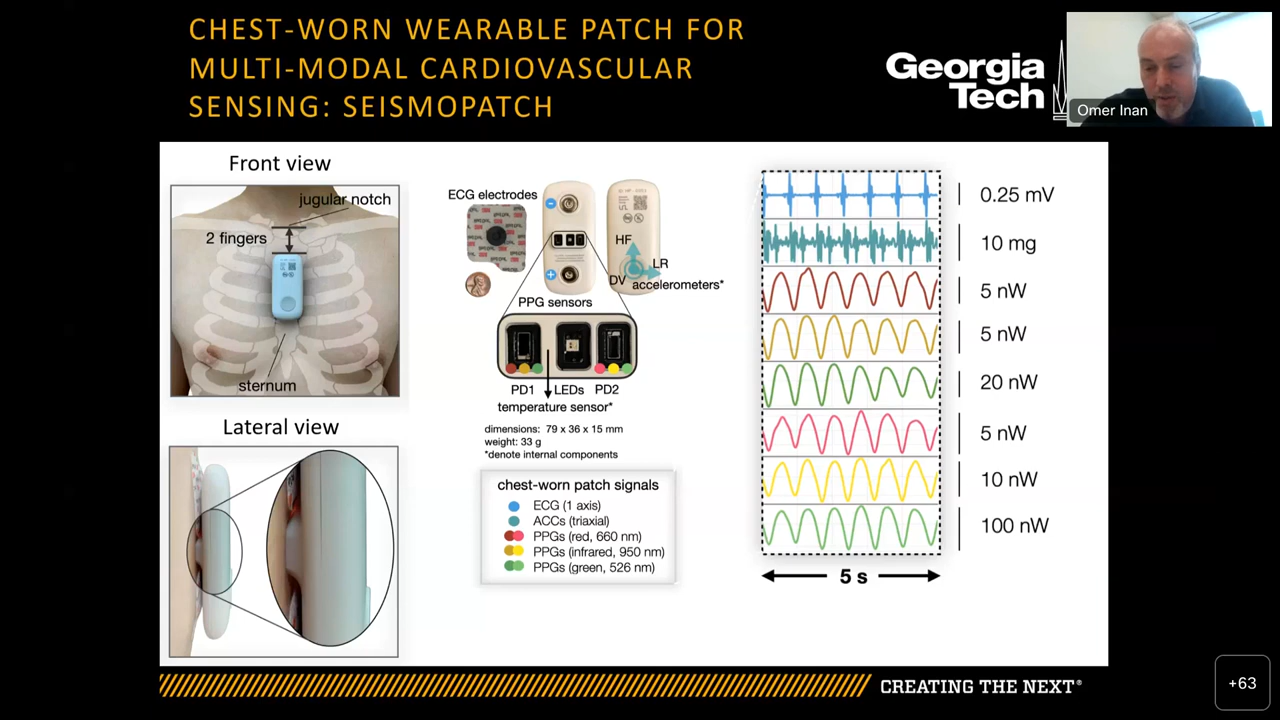 CHEST-WORN WEARABLE PATCH FOR
MULTI-MODAL CARDIOVASCULAR
SENSING: SEISMOPATCH
Georgia
Tech
Omer Inan
Front view
jugular notch
2 fingers
sternum
Lateral view
ECG electrodes
HF
LR
DV
accelerometers*
PPG sensors
PD1
LEDs
PD2
temperature sensor*
dimensions: 79 x 36 x 15 mm
weight: 33 g
*denote internal components
chest-worn patch signals
ECG (1 axis)
ACCs (triaxial)
PPGs (red, 660 nm)
PPGs (infrared, 950 nm)
PPGs (green, 526 nm)
0.25 mV
10 mg
5 nW
5 nW
20 nW
5 nW
10 nW
100 nW
5 s
CREATING THE NEXT®
+63